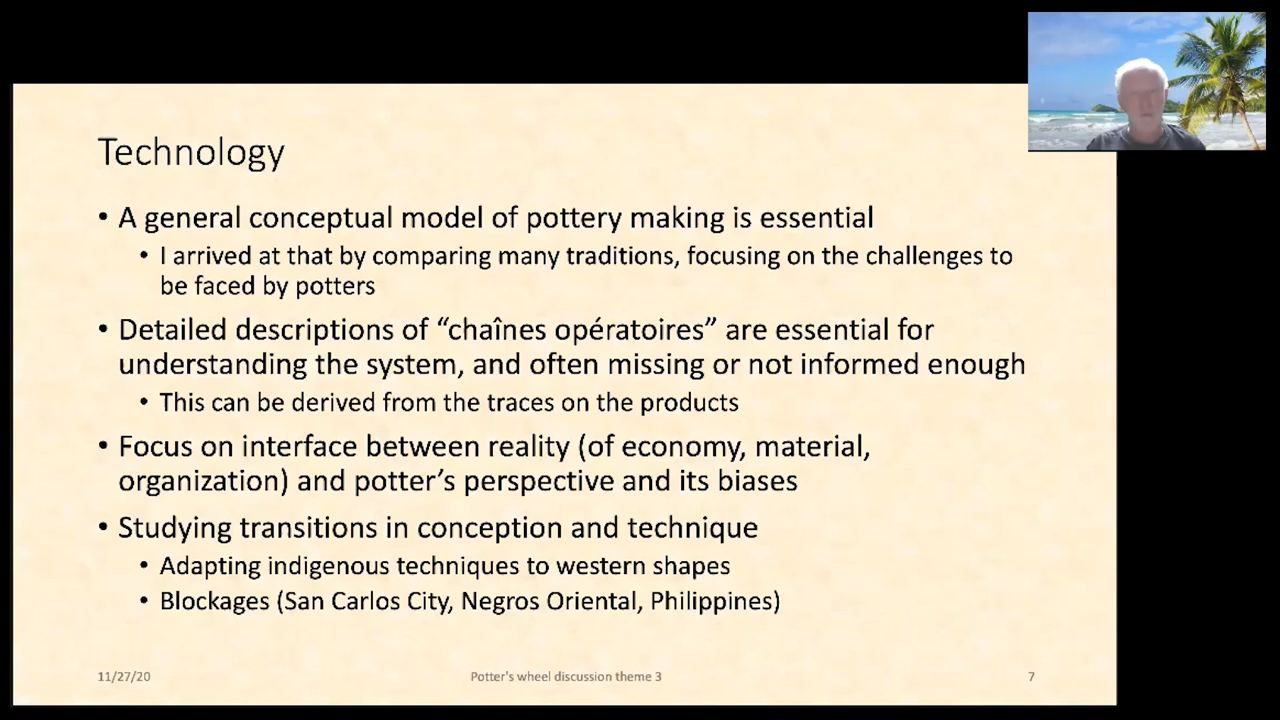 Technology
• A general conceptual model of pottery making is essential
• I arrived at that by comparing many traditions, focusing on the challenges to
be faced by potters
• Detailed descriptions of “chaînes opératoires” are essential for
understanding the system, and often missing or not informed enough
• This can be derived from the traces on the products
• Focus on interface between reality (of economy, material,
organization) and potter’s perspective and its biases
• Studying transitions in conception and technique
• Adapting indigenous techniques to western shapes
• Blockages (San Carlos City, Negros Oriental, Philippines)
11/27/20
Potter's wheel discussion theme 3
7